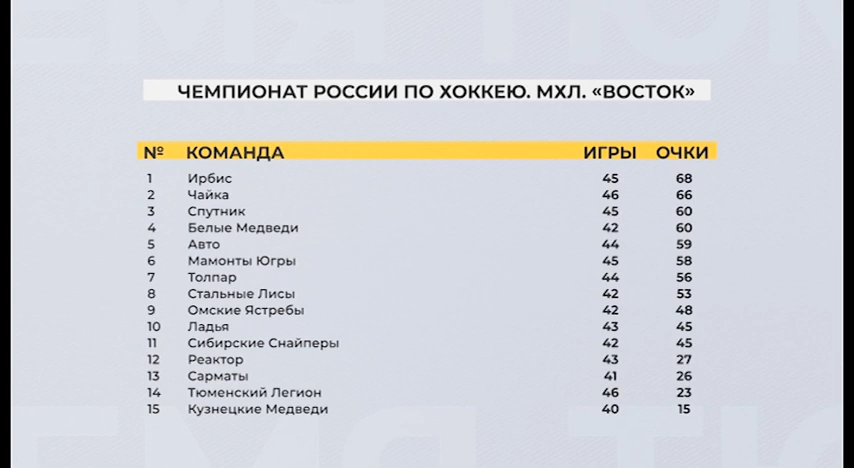 ЧЕМПИОНАТ РОССИИ ПО ХОККЕЮ. МХЛ. «ВОСТОК»
№ КОМАНДА ИГРЫ ОЧКИ
1 Ирбис 45 68
2 Чайка 46 66
3 Спутник 45 60
4 Белые Медведи 42 60
5 Авто 44 59
6 Мамонты Югры 45 58
7 Толпар 44 56
8 Стальные Лисы 42 53
9 Омские Ястребы 42 48
10 Ладья 43 45
11 Сибирские Снайперы 42 45
12 Реактор 43 27
13 Сарматы 41 26
14 Тюменский Легион 46 23
15 Кузнецкие Медведи 40 15